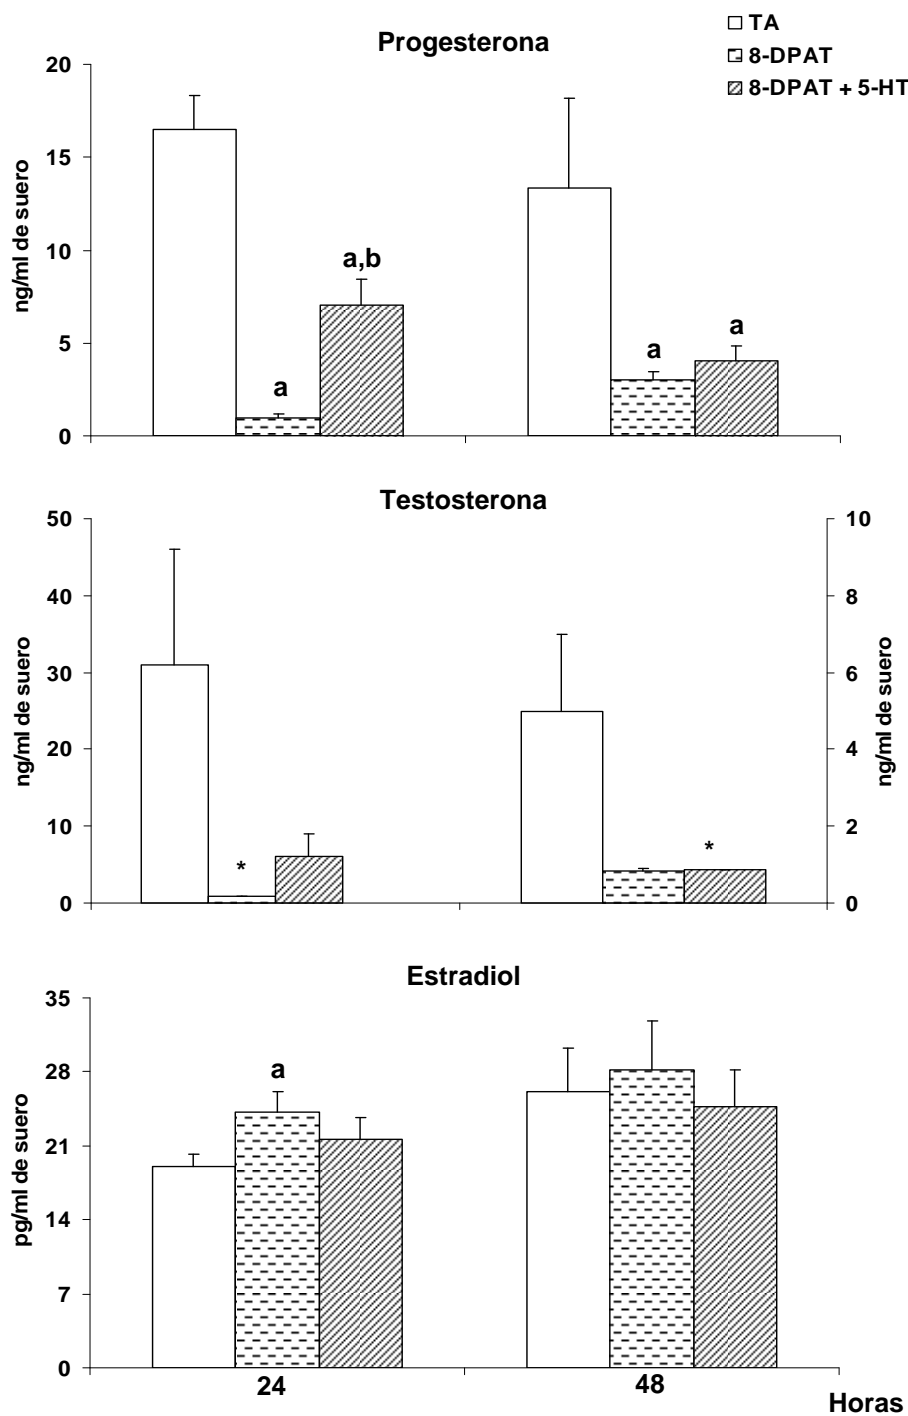 TA
8-DPAT
8-DPAT + 5-HT
Progesterona
20
15
10
5
0
ng/ml de suero
a
a,b
a
a
Testosterona
50
40
30
20
10
0
ng/ml de suero
10
8
6
4
2
0
ng/ml de suero
*
*
Estradiol
35
28
21
14
7
0
pg/ml de suero
a
24
48
Horas